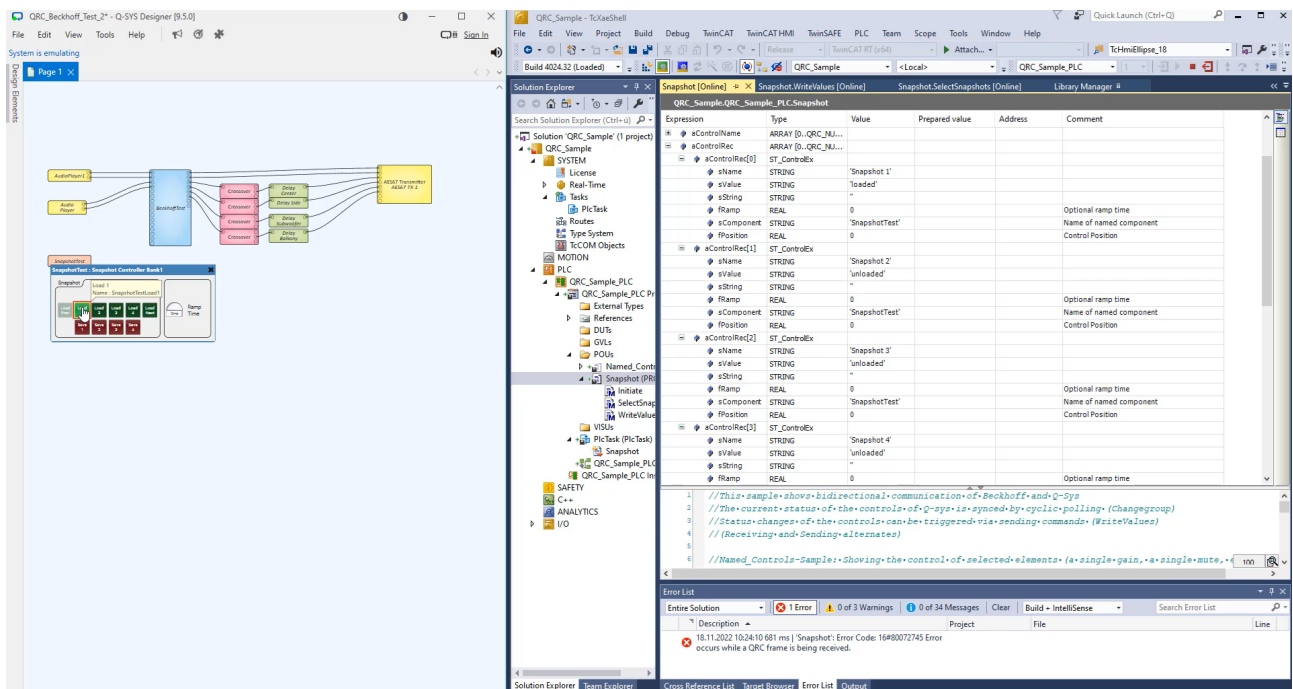 QRC_Beckhoff_Test_2* - Q-SYS Designer [9.5.0]
File Edit View Tools Help
Sign In
System is emulating
Page 1
Design Elements
AudioPlayer1
Audio Player
BeckhoffTest
Crossover
Crossover
Crossover
Crossover
Delay Center
Delay Side
Delay Subwoofer
Delay Balkony
AES67 Transmitter
AES67 TX 1
SnapshotTest
SnapshotTest : Snapshot Controller Bank1
Snapshot
Load 1
Name : SnapshotTestLoad1
Load Prev
Load 2
Load 3
Load 4
Load Next
Save 1
Save 2
Save 3
Save 4
Ramp Time
QRC_Sample - TcXaeShell
Quick Launch (Ctrl+Q)
File Edit View Project Build Debug TwinCAT TwinCAT HMI TwinSAFE PLC Team Scope Tools Window Help
Release TwinCAT RT (x64) Attach... TcHmiEllipse_18
Build 4024.32 (Loaded) QRC_Sample <Local> QRC_Sample_PLC 1
Solution Explorer
Search Solution Explorer (Ctrl+ü)
Solution 'QRC_Sample' (1 project)
QRC_Sample
SYSTEM
License
Real-Time
Tasks
PlcTask
Routes
Type System
TcCOM Objects
MOTION
PLC
QRC_Sample_PLC
QRC_Sample_PLC Pr
External Types
References
DUTs
GVLs
POUs
Named_Contr
Snapshot (PRG
Initiate
SelectSnap
WriteValue
VISUs
PlcTask (PlcTask)
Snapshot
QRC_Sample_PLC
QRC_Sample_PLC Ins
SAFETY
C++
ANALYTICS
I/O
Solution Explorer Team Explorer
Snapshot [Online] Snapshot.WriteValues [Online] Snapshot.SelectSnapshots [Online] Library Manager
QRC_Sample.QRC_Sample_PLC.Snapshot
Expression Type Value Prepared value Address Comment
aControlName ARRAY [0..QRC_NU...
aControlRec ARRAY [0..QRC_NU...
aControlRec[0] ST_ControlEx
sName STRING 'Snapshot 1'
sValue STRING 'loaded'
sString STRING ''
fRamp REAL 0 Optional ramp time
sComponent STRING 'SnapshotTest' Name of named component
fPosition REAL 0 Control Position
aControlRec[1] ST_ControlEx
sName STRING 'Snapshot 2'
sValue STRING 'unloaded'
sString STRING ''
fRamp REAL 0 Optional ramp time
sComponent STRING 'SnapshotTest' Name of named component
fPosition REAL 0 Control Position
aControlRec[2] ST_ControlEx
sName STRING 'Snapshot 3'
sValue STRING 'unloaded'
sString STRING ''
fRamp REAL 0 Optional ramp time
sComponent STRING 'SnapshotTest' Name of named component
fPosition REAL 0 Control Position
aControlRec[3] ST_ControlEx
sName STRING 'Snapshot 4'
sValue STRING 'unloaded'
sString STRING ''
fRamp REAL 0 Optional ramp time
1 //This sample shows bidirectional communication of Beckhoff and Q-Sys
2 //The current status of the controls of Q-sys is synced by cyclic polling (Changegroup)
3 //Status changes of the controls can be triggered via sending commands (WriteValues)
4 //(Receiving and Sending alternates)
5
6 //Named_Controls-Sample: Showing the control of selected elements (a single gain, a single mute,
100
Error List
Entire Solution 1 Error 0 of 3 Warnings 0 of 34 Messages Clear Build + IntelliSense Search Error List
Description Project File Line
18.11.2022 10:24:10 681 ms | 'Snapshot': Error Code: 16#80072745 Error
occurs while a QRC frame is being received.
Cross Reference List Target Browser Error List Output